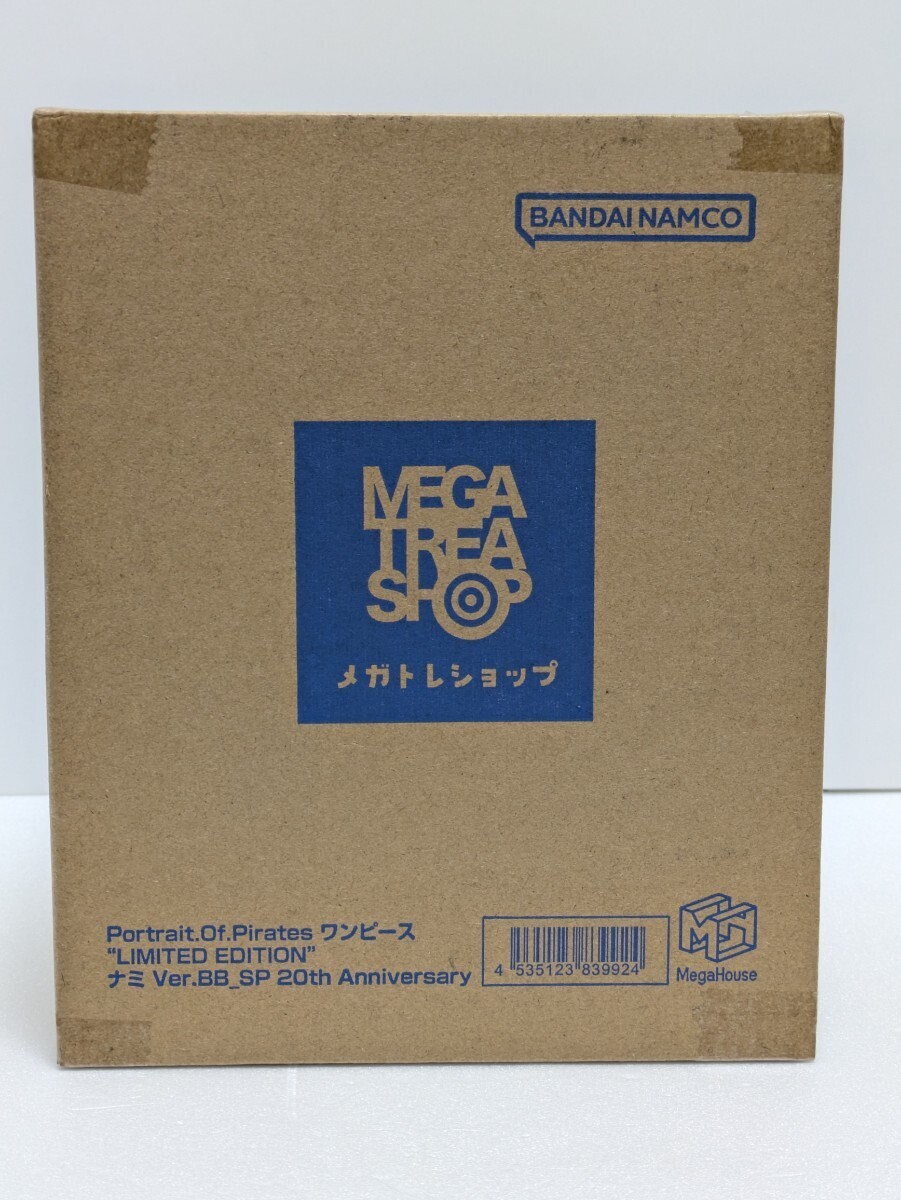 BANDAI NAMCO
MEGA
TREA
SHOP
メガトレショップ
Portrait.Of.Pirates ワンピース
“LIMITED EDITION”
ナミ Ver.BB_SP 20th Anniversary
4 535123 839924
MegaHouse